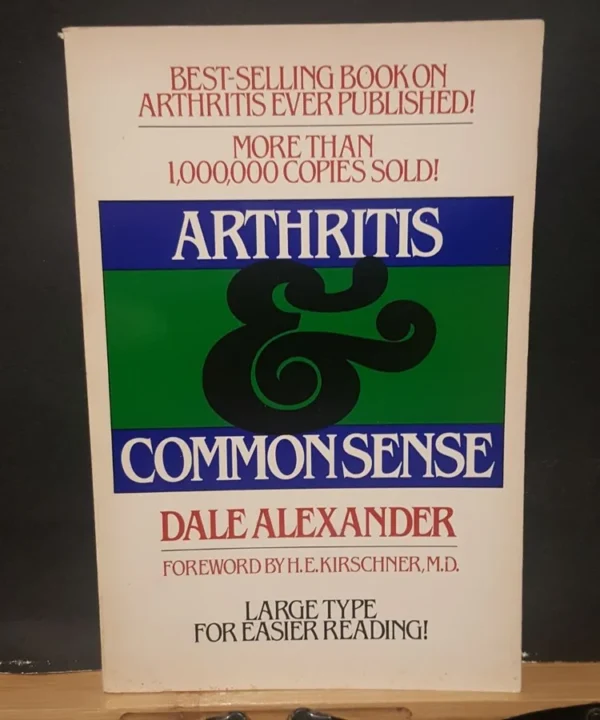 BEST-SELLING BOOK ON
ARTHRITIS EVER PUBLISHED!
MORE THAN
1,000,000 COPIES SOLD!
ARTHRITIS
&
COMMON SENSE
DALE ALEXANDER
FOREWORD BY H.E. KIRSCHNER, M.D.
LARGE TYPE
FOR EASIER READING!